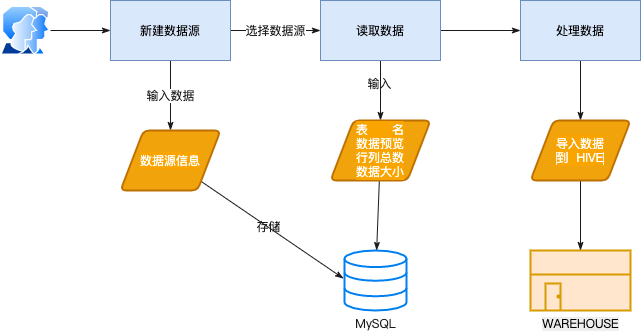 新建数据源
选择数据源
读取数据
处理数据
输入数据
输入
数据源信息
表 名
数据预览
行列总数
数据大小
导入数据
到 HIVE
存储
MySQL
WAREHOUSE